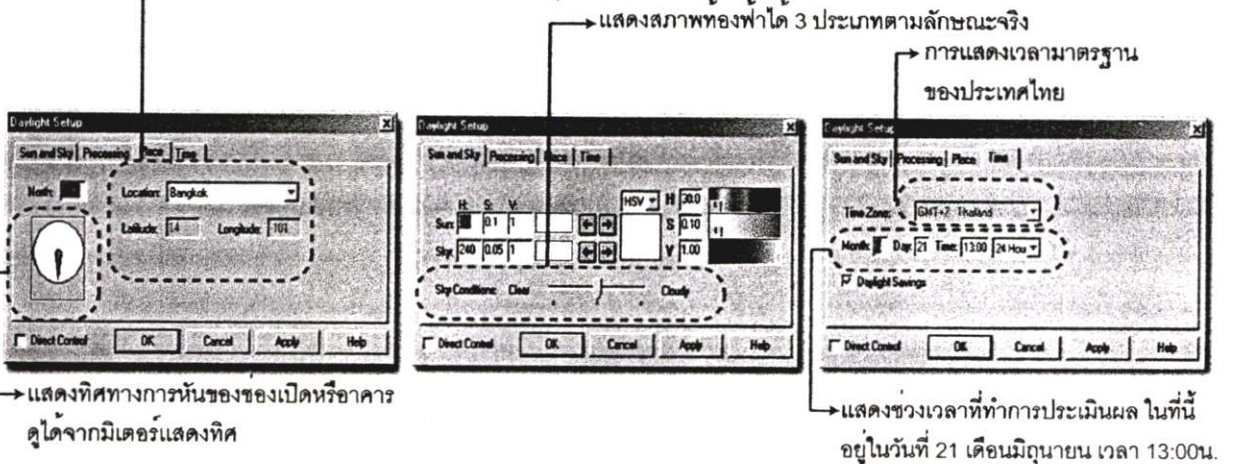 แสดงสภาพท้องฟ้าได้ 3 ประเภทตามลักษณะจริง
การแสดงเวลามาตรฐาน
ของประเทศไทย
Daylight Setup
Sun and Sky Processing Place Time
North:
Location: Bangkok
Latitude: 14 Longitude: -101
Direct Control OK Cancel Apply Help
Daylight Setup
Sun and Sky Processing Place Time
H: S: V: HSV H 30.0
Sun: 0.1 1 S 0.10
Sky: 240 0.05 1 V 1.00
Sky Conditions: Clear Cloudy
Direct Control OK Cancel Apply Help
Daylight Setup
Sun and Sky Processing Place Time
Time Zone: GMT+7 Thailand
Month: Day: 21 Time: 13:00 24 Hou
Daylight Savings
Direct Control OK Cancel Apply Help
แสดงทิศทางการหันของช่องเปิดหรือาคาร
ดูได้จากมิเตอร์แสดงทิศ
แสดงช่วงเวลาที่ทำการประเมินผล ในที่นี้
อยู่ในวันที่ 21 เดือนมิถุนายน เวลา 13:00น.